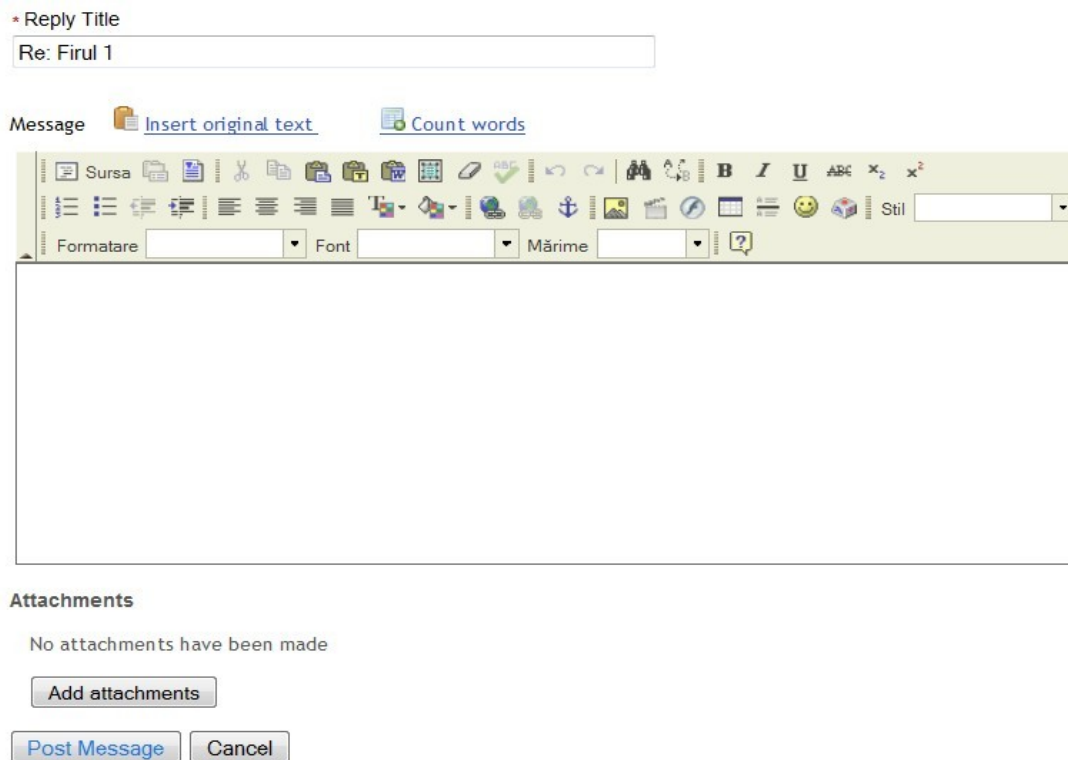 * Reply Title
Re: Firul 1
Message Insert original text Count words
Sursa B I U ABC x₂ x²
Stil
Formatare Font Mărime
Attachments
No attachments have been made
Add attachments
Post Message Cancel